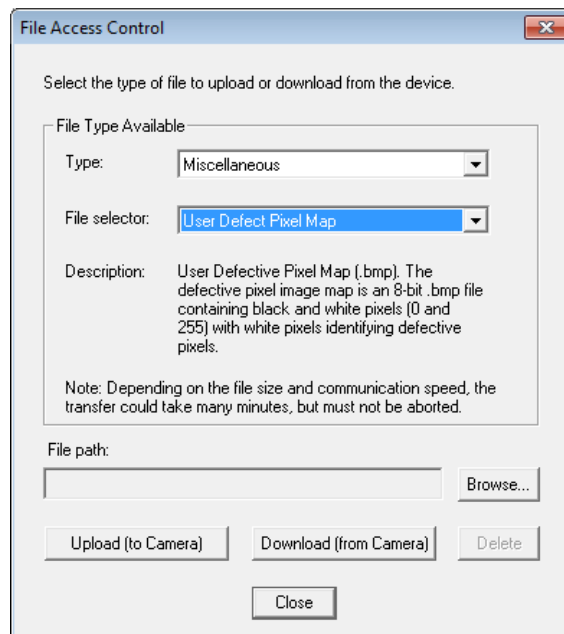 File Access Control
Select the type of file to upload or download from the device.
File Type Available
Type: Miscellaneous
File selector: User Defect Pixel Map
Description: User Defective Pixel Map (.bmp). The
defective pixel image map is an 8-bit .bmp file
containing black and white pixels (0 and
255) with white pixels identifying defective
pixels.
Note: Depending on the file size and communication speed, the
transfer could take many minutes, but must not be aborted.
File path:
Browse...
Upload (to Camera) Download (from Camera) Delete
Close